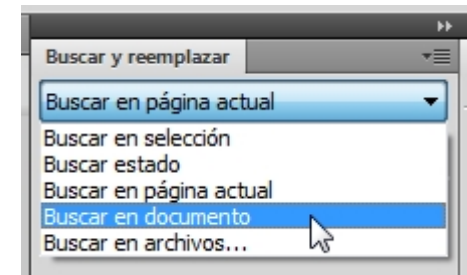 Buscar y reemplazar
Buscar en página actual
Buscar en selección
Buscar estado
Buscar en página actual
Buscar en documento
Buscar en archivos...